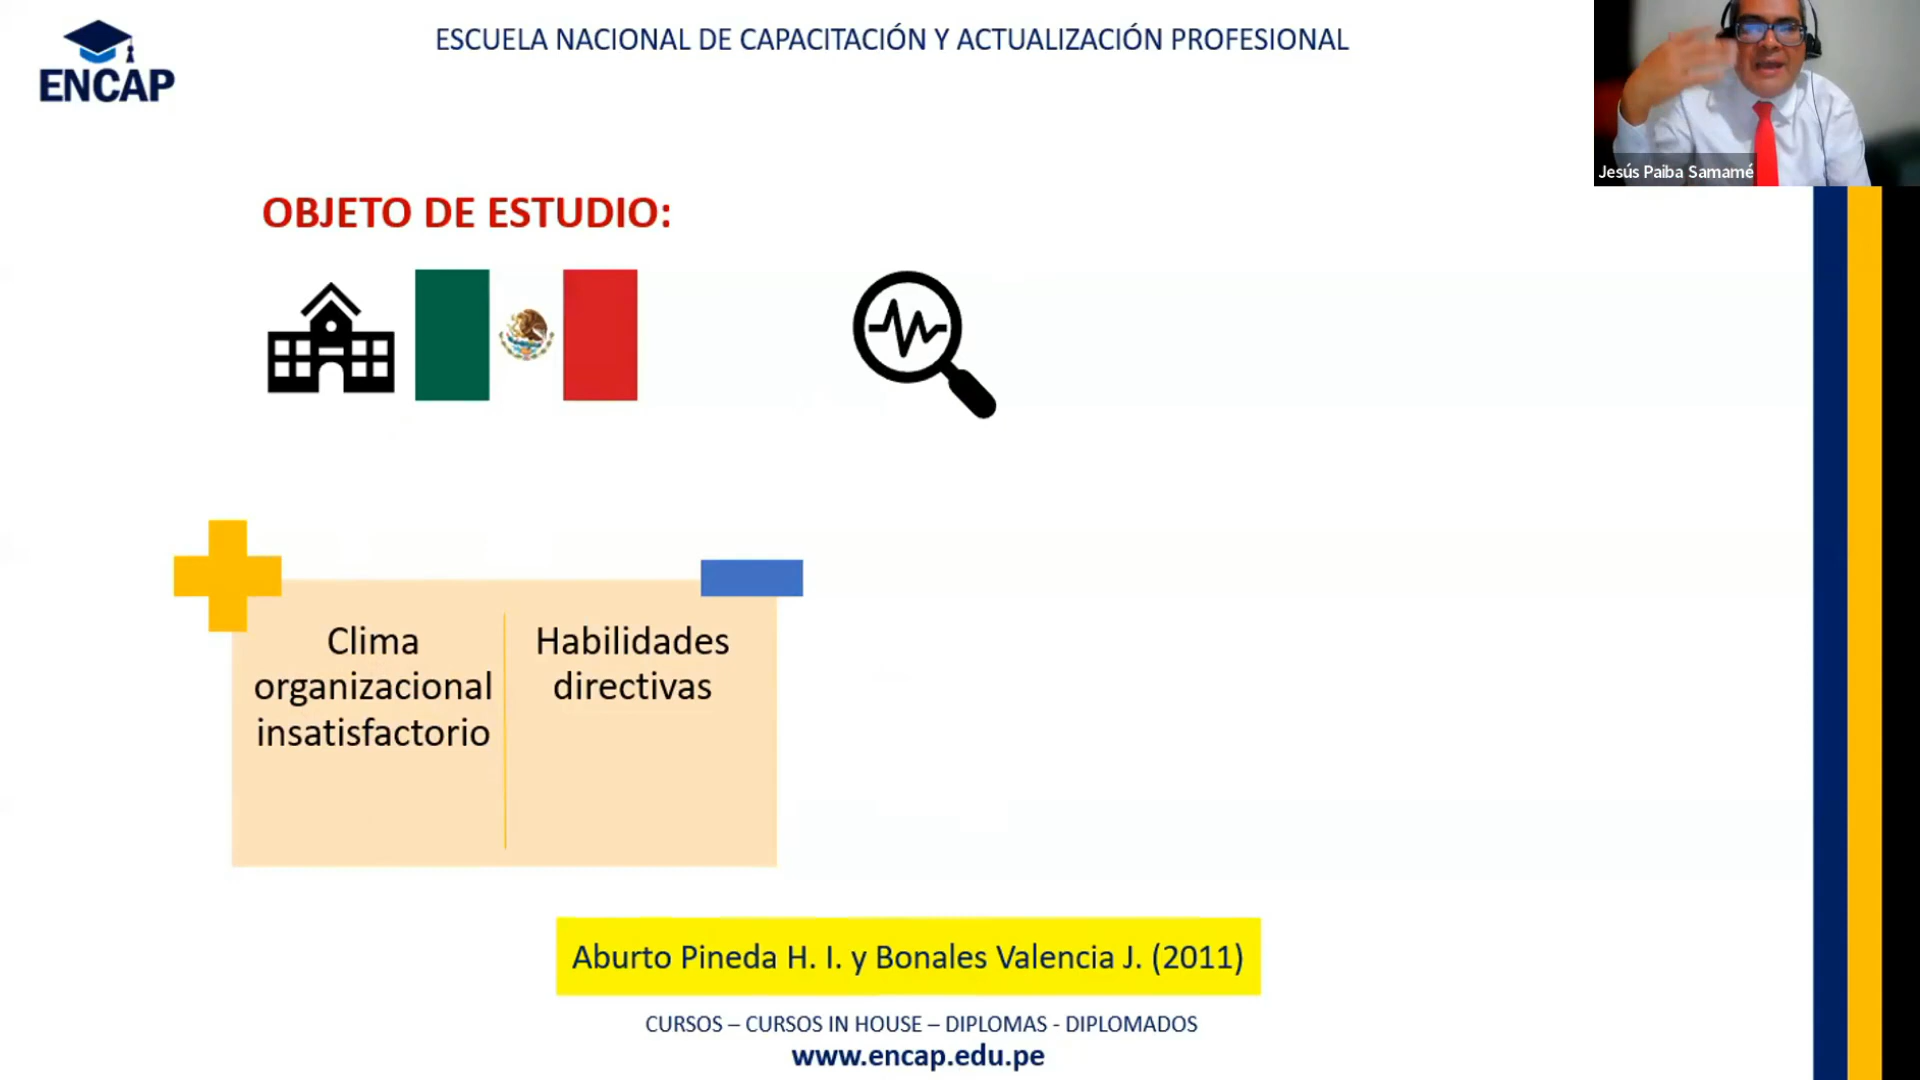 ENCAP
ESCUELA NACIONAL DE CAPACITACIÓN Y ACTUALIZACIÓN PROFESIONAL
Jesús Paiba Samamé
OBJETO DE ESTUDIO:
Clima
organizacional
insatisfactorio
Habilidades
directivas
Aburto Pineda H. I. y Bonales Valencia J. (2011)
CURSOS – CURSOS IN HOUSE – DIPLOMAS - DIPLOMADOS
www.encap.edu.pe